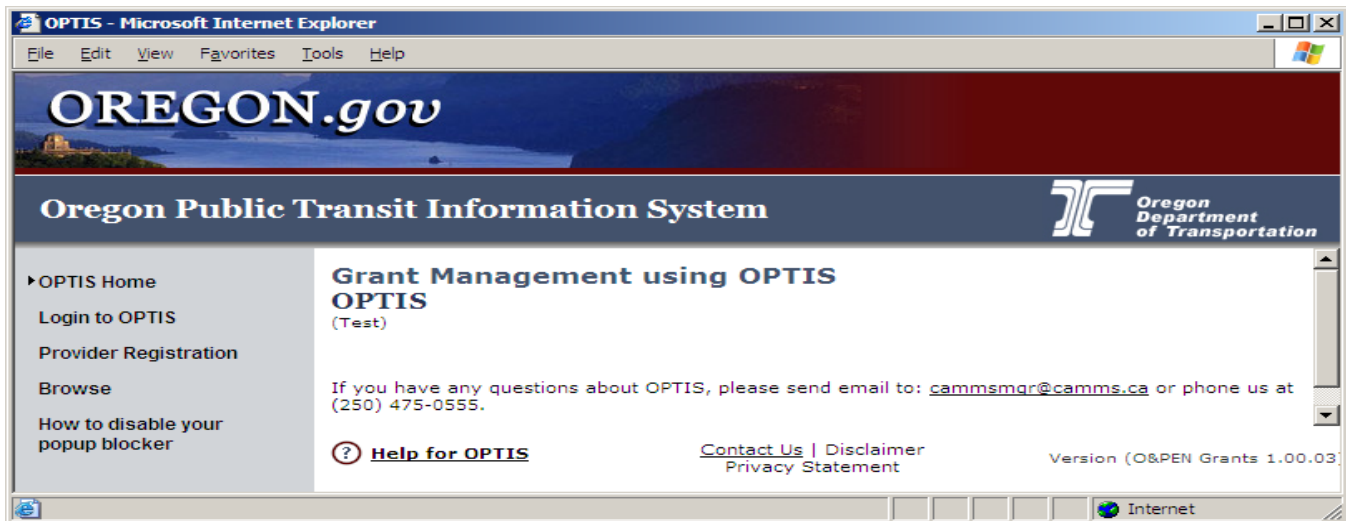 OPTIS - Microsoft Internet Explorer
File Edit View Favorites Tools Help
OREGON.gov
Oregon Public Transit Information System
Oregon
Department
of Transportation
OPTIS Home
Login to OPTIS
Provider Registration
Browse
How to disable your
popup blocker
Grant Management using OPTIS
OPTIS
(Test)
If you have any questions about OPTIS, please send email to: cammsmgr@camms.ca or phone us at
(250) 475-0555.
? Help for OPTIS
Contact Us | Disclaimer
Privacy Statement
Version (O&PEN Grants 1.00.03)
Internet